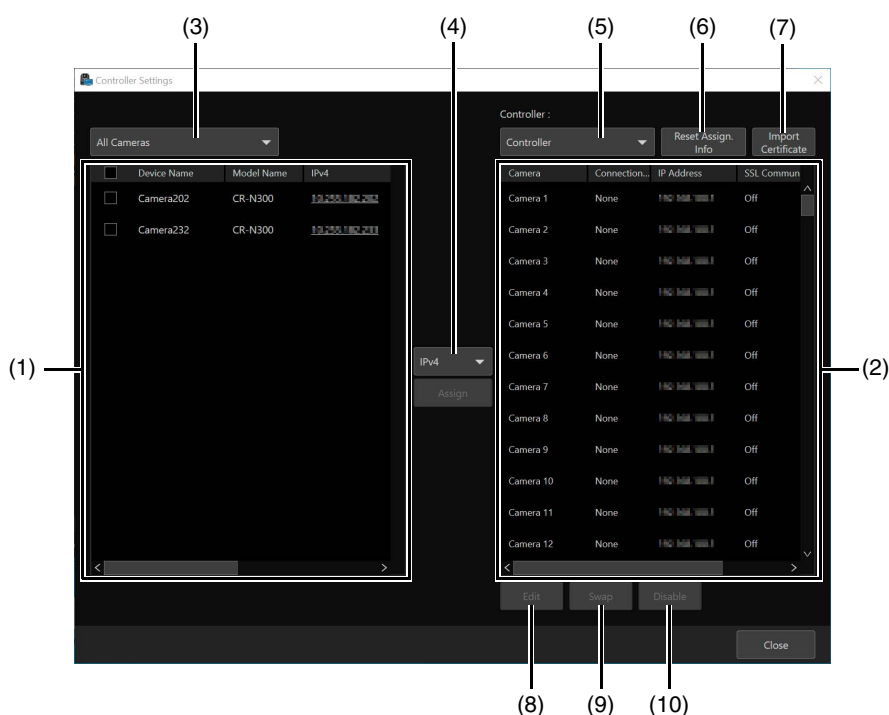 (3) (4) (5) (6) (7)
Controller Settings
Controller :
All Cameras
Controller
Reset Assign.
Info
Import
Certificate
Device Name Model Name IPv4
Camera202 CR-N300
Camera232 CR-N300
Camera Connection... IP Address SSL Commun
Camera 1 None Off
Camera 2 None Off
Camera 3 None Off
Camera 4 None Off
Camera 5 None Off
Camera 6 None Off
Camera 7 None Off
Camera 8 None Off
Camera 9 None Off
Camera 10 None Off
Camera 11 None Off
Camera 12 None Off
(1)
IPv4
Assign
(2)
Edit Swap Disable
Close
(8) (9) (10)